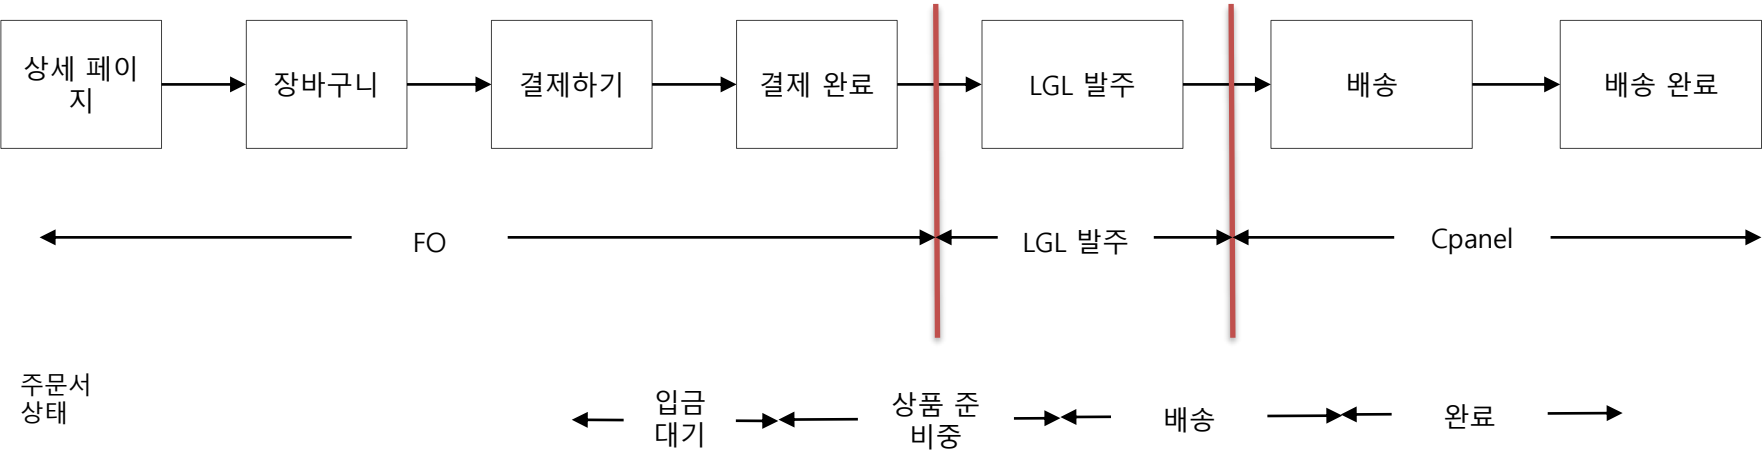 상세 페이
지
장바구니
결제하기
결제 완료
LGL 발주
배송
배송 완료
FO
LGL 발주
Cpanel
주문서
상태
입금
대기
상품 준
비중
배송
완료